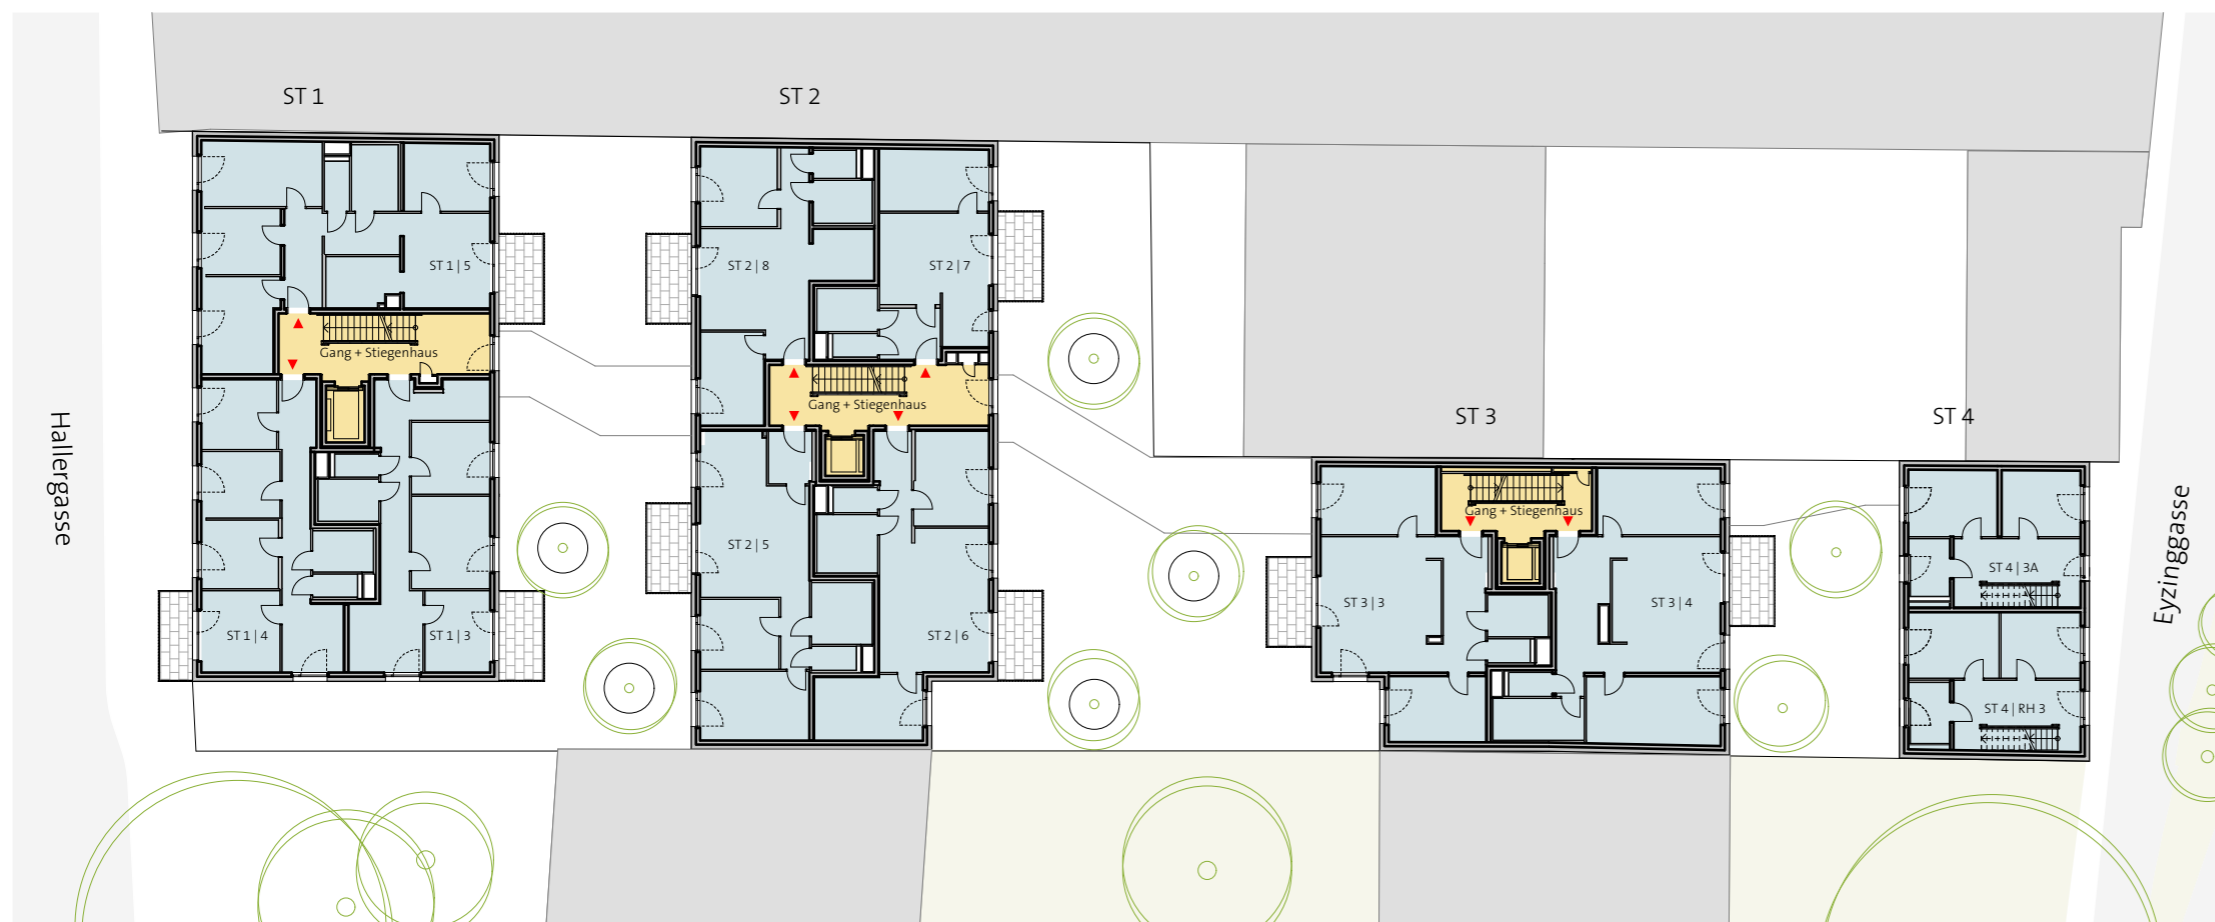 ST 1
ST 2
ST 1 | 5
ST 2 | 8
ST 2 | 7
Gang + Stiegenhaus
Gang + Stiegenhaus
ST 3
ST 4
Hallergasse
Eyzinggasse
Gang + Stiegenhaus
ST 2 | 5
ST 4 | 3A
ST 3 | 3
ST 3 | 4
ST 1 | 4
ST 1 | 3
ST 2 | 6
ST 4 | RH 3